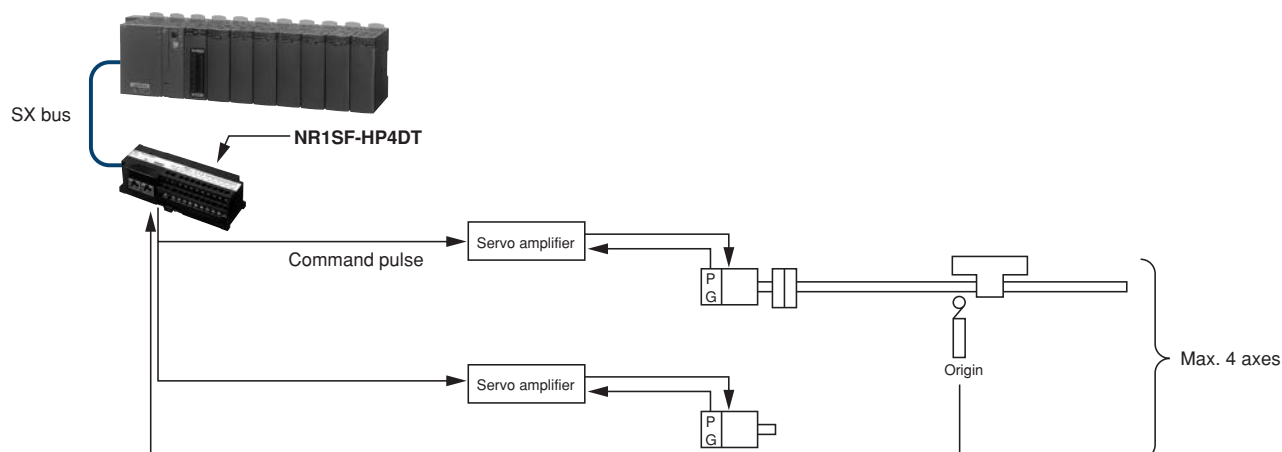 SX bus
NR1SF-HP4DT
Command pulse
Servo amplifier
P
G
Origin
Max. 4 axes
Servo amplifier
P
G